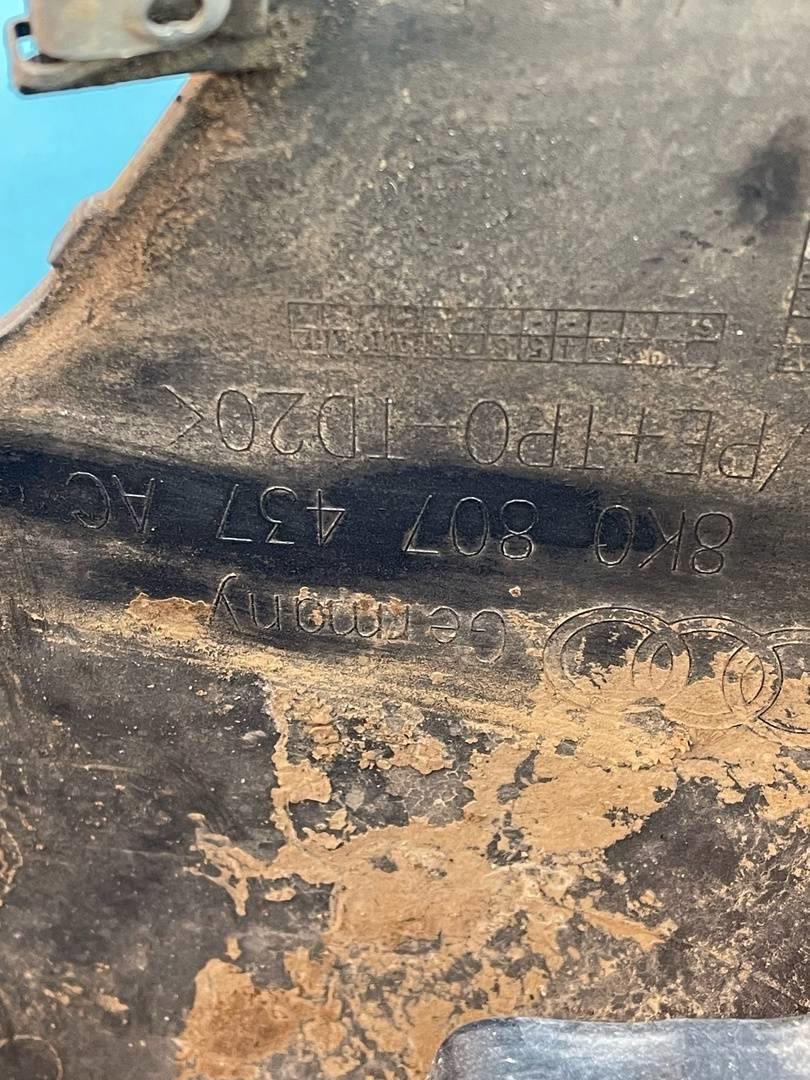 Germany
8K0 807 437 AC
>PE+TPO-TD20<